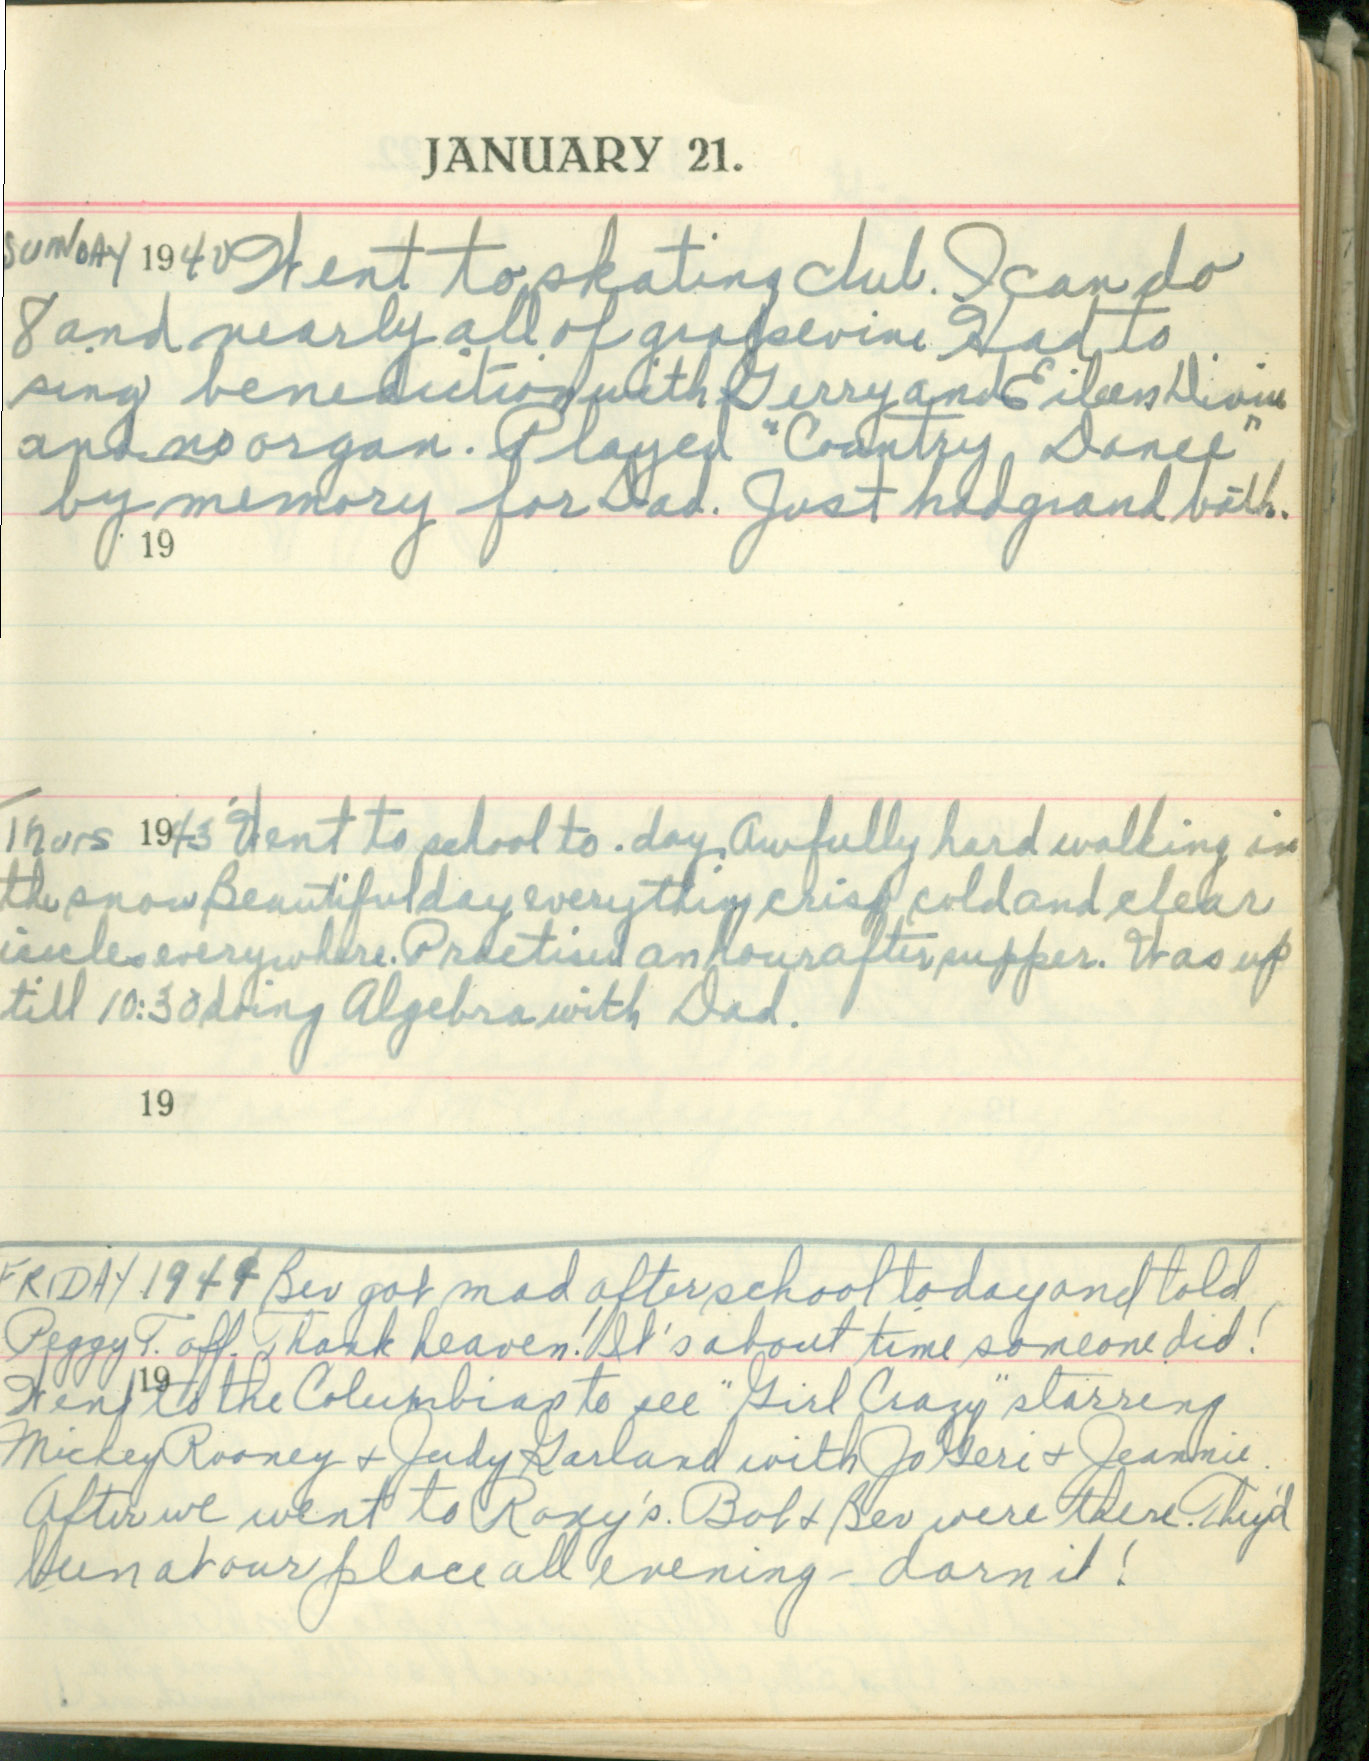 JANUARY 21.
SUNDAY 1940 Went to skating club. I can do
8 and nearly all of grapevine Had to
sing benediction with Gerry and Eileen Divine
and no organ. Played "Country Dance"
by memory for Dad. Just had grand bath.
19
Thurs 1943 Went to school to-day. Awfully hard walking in
the snow Beautiful day everything crisp cold and clear
icicles everywhere. Practised an hour after supper. Was up
till 10:30 doing Algebra with Dad.
19
FRIDAY 1944 Bev got mad after school today and told
Peggy T. off. Thank heaven! It's about time someone did!
19
Went to the Columbian to see "Girl Crazy" starring
Mickey Rooney & Judy Garland with Jo Geri & Jeannie.
After we went to Roxy's. Bob & Bev were there. They'd
been at our place all evening - darn it!